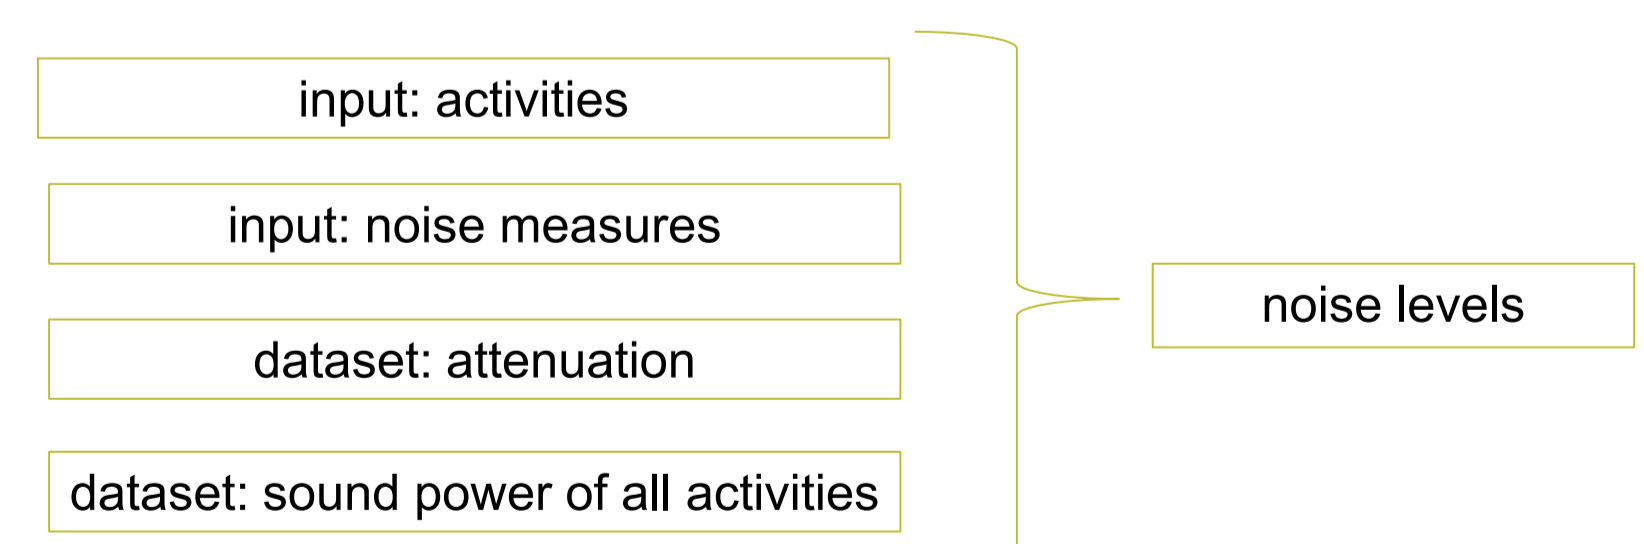 input: activities
input: noise measures
noise levels
dataset: attenuation
dataset: sound power of all activities